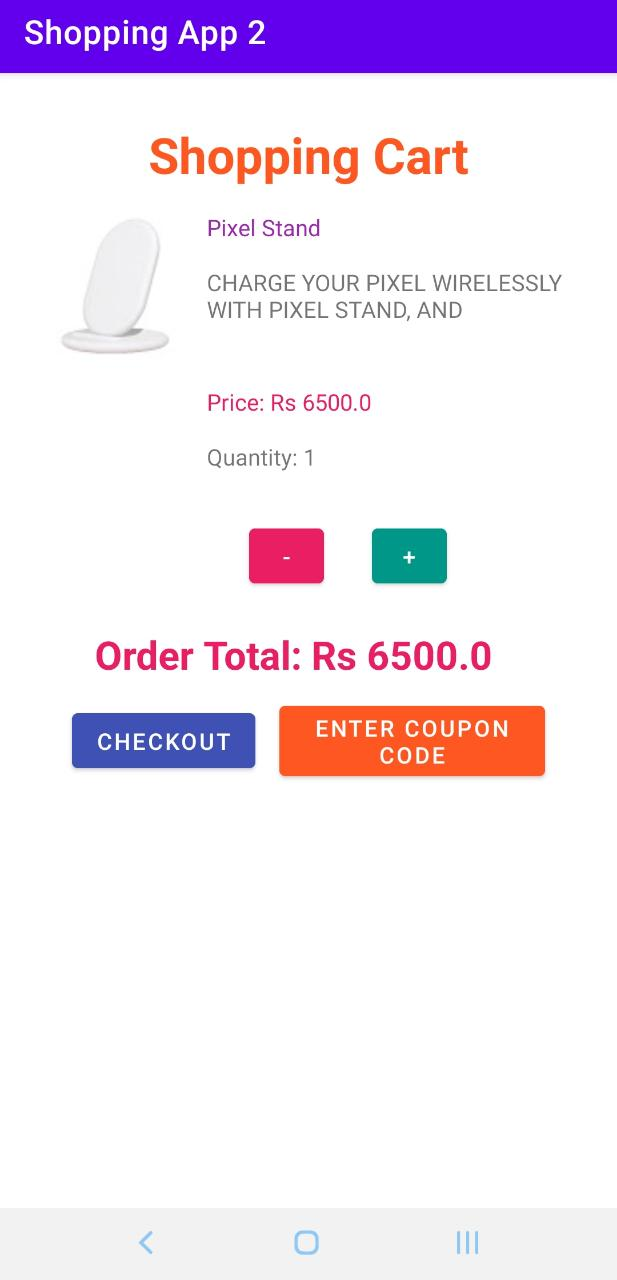 Shopping App 2
Shopping Cart
Pixel Stand
CHARGE YOUR PIXEL WIRELESSLY
WITH PIXEL STAND, AND
Price: Rs 6500.0
Quantity: 1
- +
Order Total: Rs 6500.0
CHECKOUT
ENTER COUPON
CODE